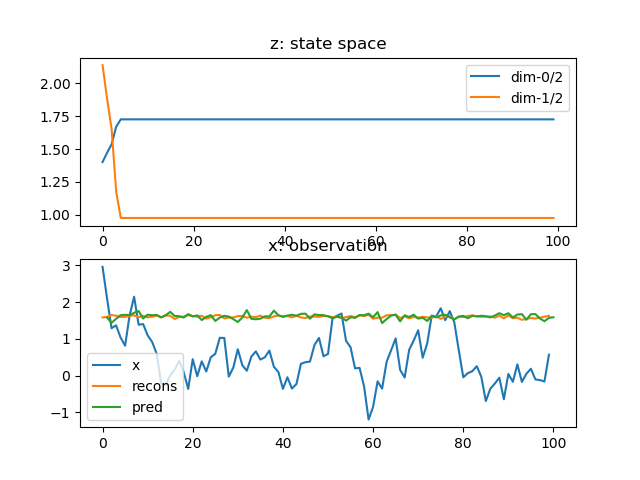 z: state space
2.00
1.75
1.50
1.25
1.00
dim-0/2
dim-1/2
0 20 40 60 80 100
x: observation
3
2
1
0
−1
x
recons
pred
0 20 40 60 80 100